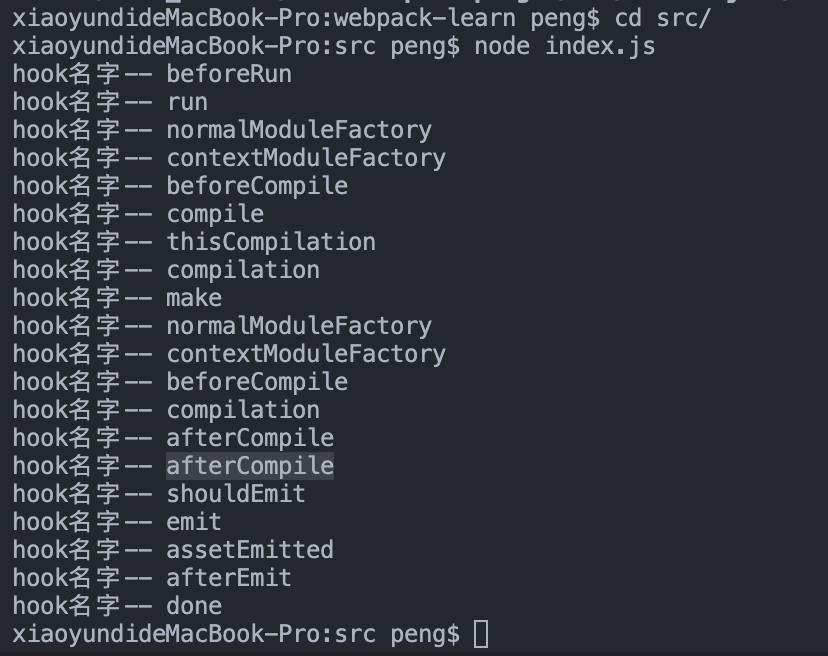 xiaoyundideMacBook-Pro:webpack-learn peng$ cd src/
xiaoyundideMacBook-Pro:src peng$ node index.js
hook名字-- beforeRun
hook名字-- run
hook名字-- normalModuleFactory
hook名字-- contextModuleFactory
hook名字-- beforeCompile
hook名字-- compile
hook名字-- thisCompilation
hook名字-- compilation
hook名字-- make
hook名字-- normalModuleFactory
hook名字-- contextModuleFactory
hook名字-- beforeCompile
hook名字-- compilation
hook名字-- afterCompile
hook名字-- afterCompile
hook名字-- shouldEmit
hook名字-- emit
hook名字-- assetEmitted
hook名字-- afterEmit
hook名字-- done
xiaoyundideMacBook-Pro:src peng$